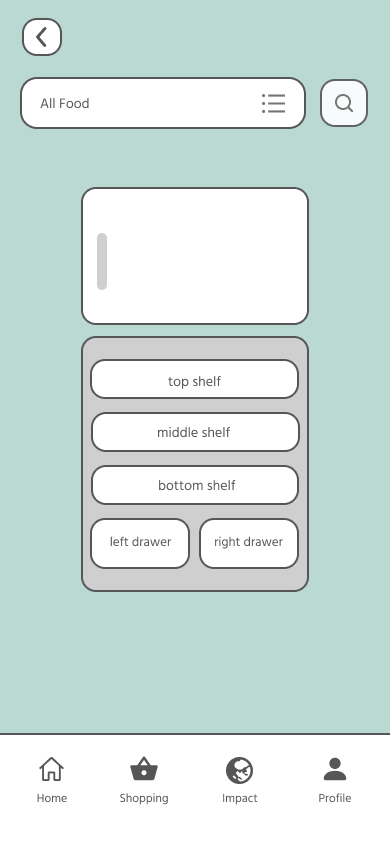 All Food
top shelf
middle shelf
bottom shelf
left drawer
right drawer
Home
Shopping
Impact
Profile